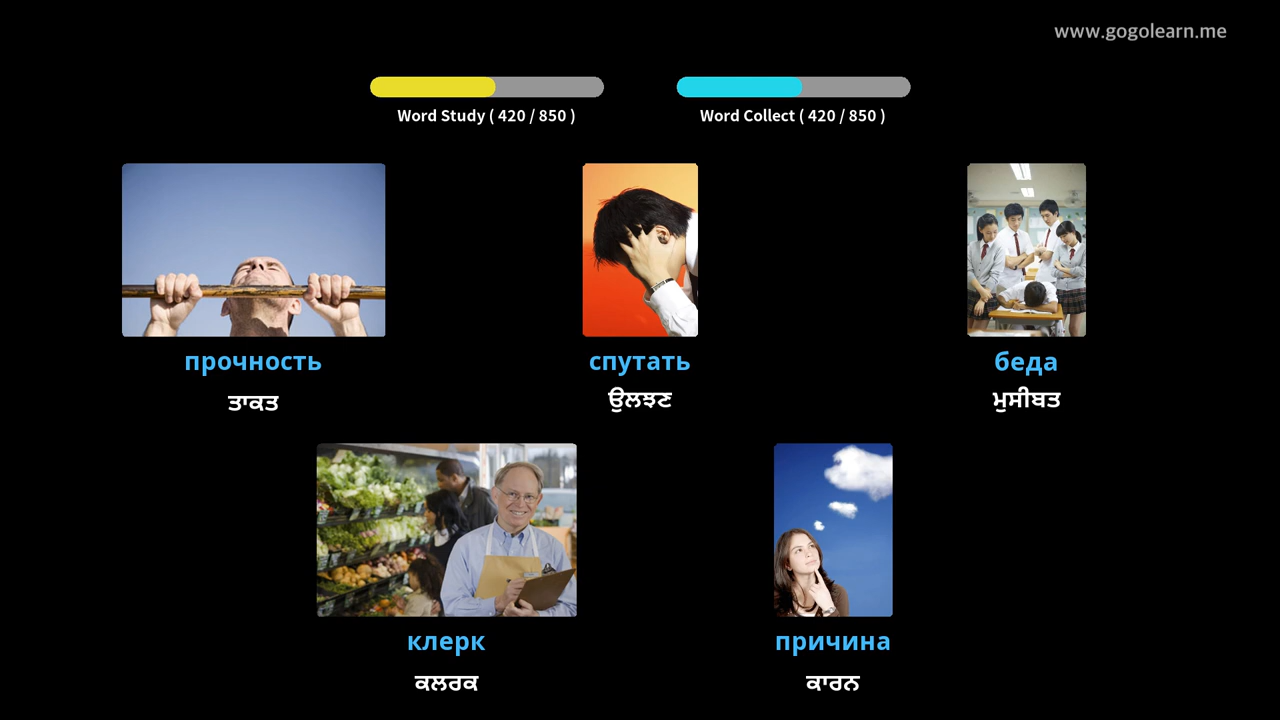 www.gogolearn.me
Word Study ( 420 / 850 )
Word Collect ( 420 / 850 )
прочность
ਤਾਕਤ
спутать
ਉਲਝਣ
беда
ਮੁਸੀਬਤ
клерк
ਕਲਰਕ
причина
ਕਾਰਨ